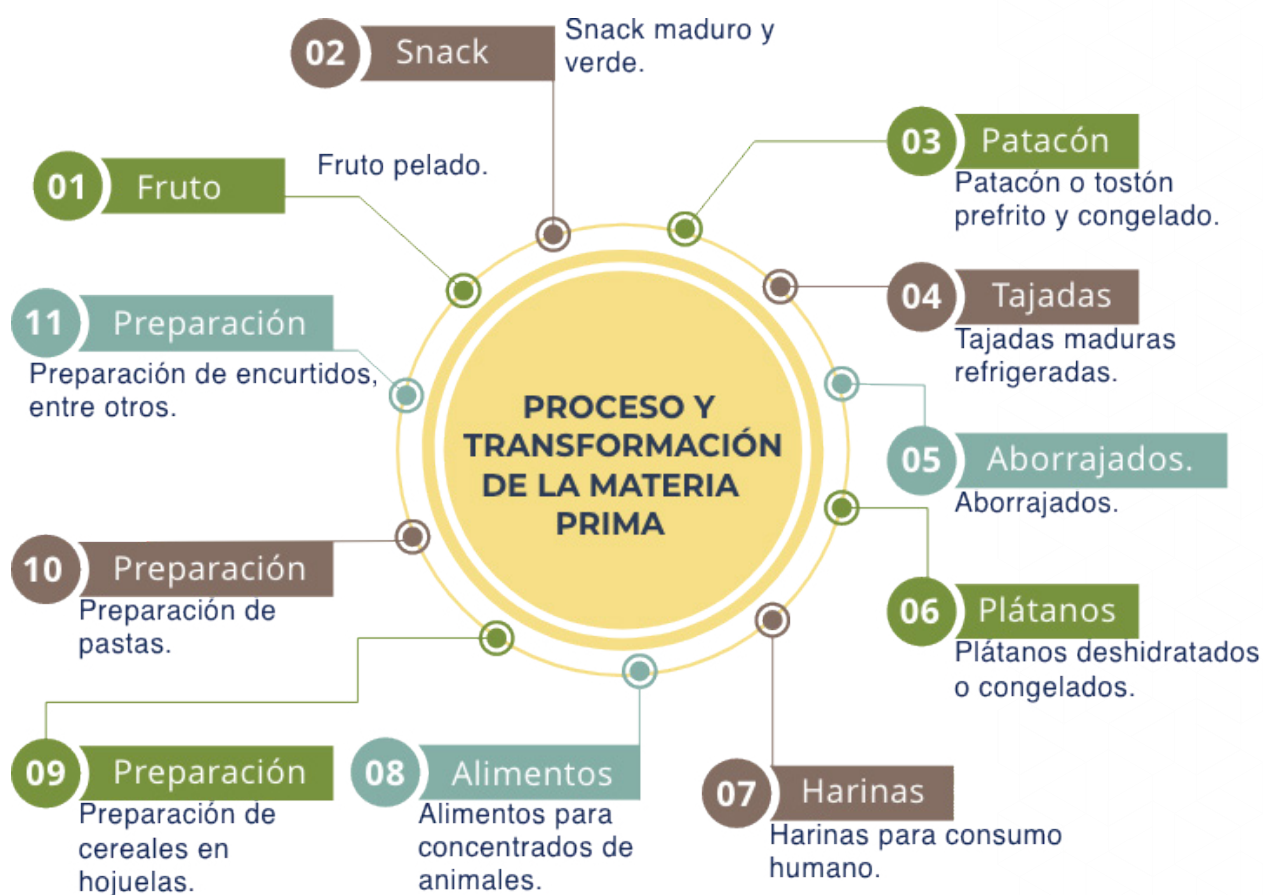 PROCESO Y
TRANSFORMACIÓN
DE LA MATERIA
PRIMA
01 Fruto
Fruto pelado.
02 Snack
Snack maduro y
verde.
03 Patacón
Patacón o tostón
prefrito y congelado.
04 Tajadas
Tajadas maduras
refrigeradas.
05 Aborrajados.
Aborrajados.
06 Plátanos
Plátanos deshidratados
o congelados.
07 Harinas
Harinas para consumo
humano.
08 Alimentos
Alimentos para
concentrados de
animales.
09 Preparación
Preparación de
cereales en
hojuelas.
10 Preparación
Preparación de
pastas.
11 Preparación
Preparación de encurtidos,
entre otros.